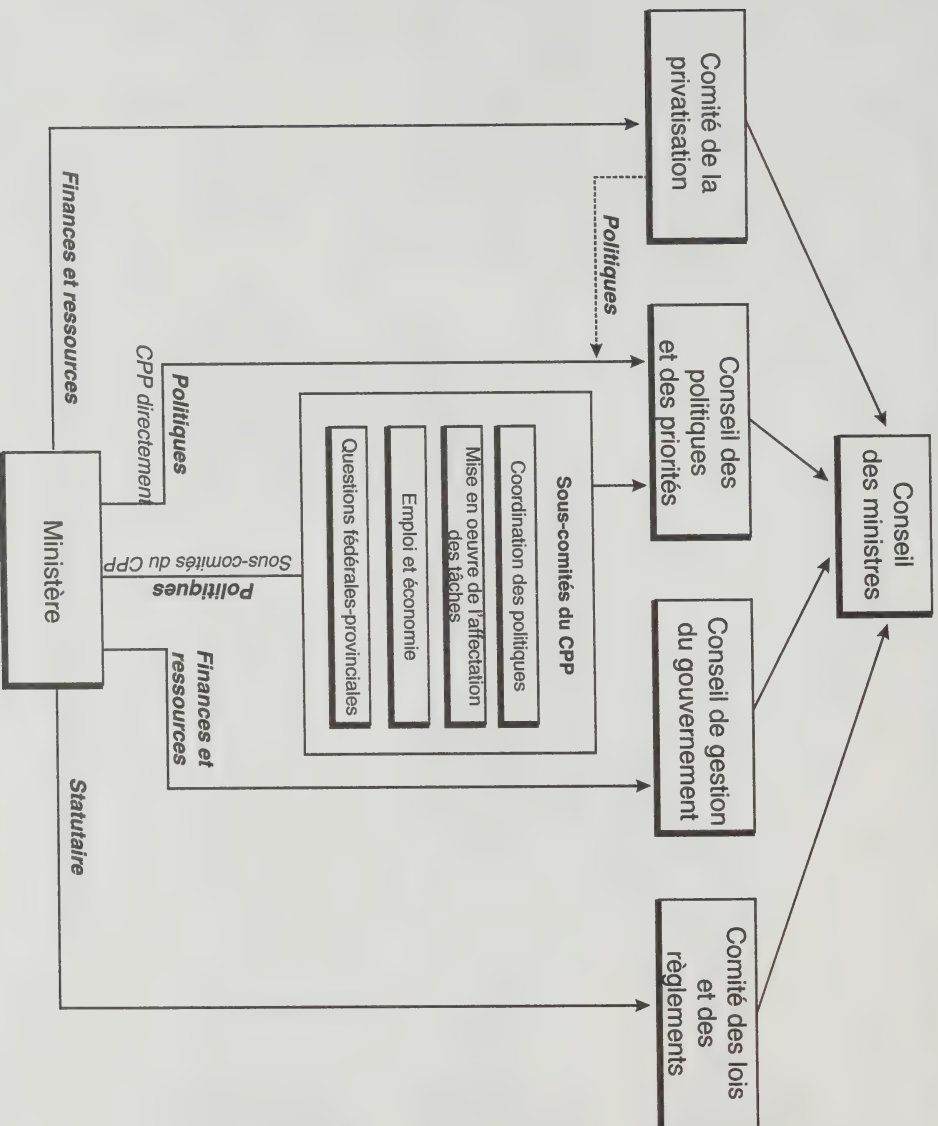 Conseil
des ministres
Comité de la
privatisation
Conseil des
politiques
et des priorités
Conseil de gestion
du gouvernement
Comité des lois
et des
règlements
Politiques
Sous-comités du CPP
Coordination des politiques
Mise en oeuvre de l'affectation
des tâches
Emploi et économie
Questions fédérales-provinciales
Finances et ressources
Politiques
CPP directement
Politiques
Sous-comités du CPP
Finances et
ressources
Statutaire
Ministère